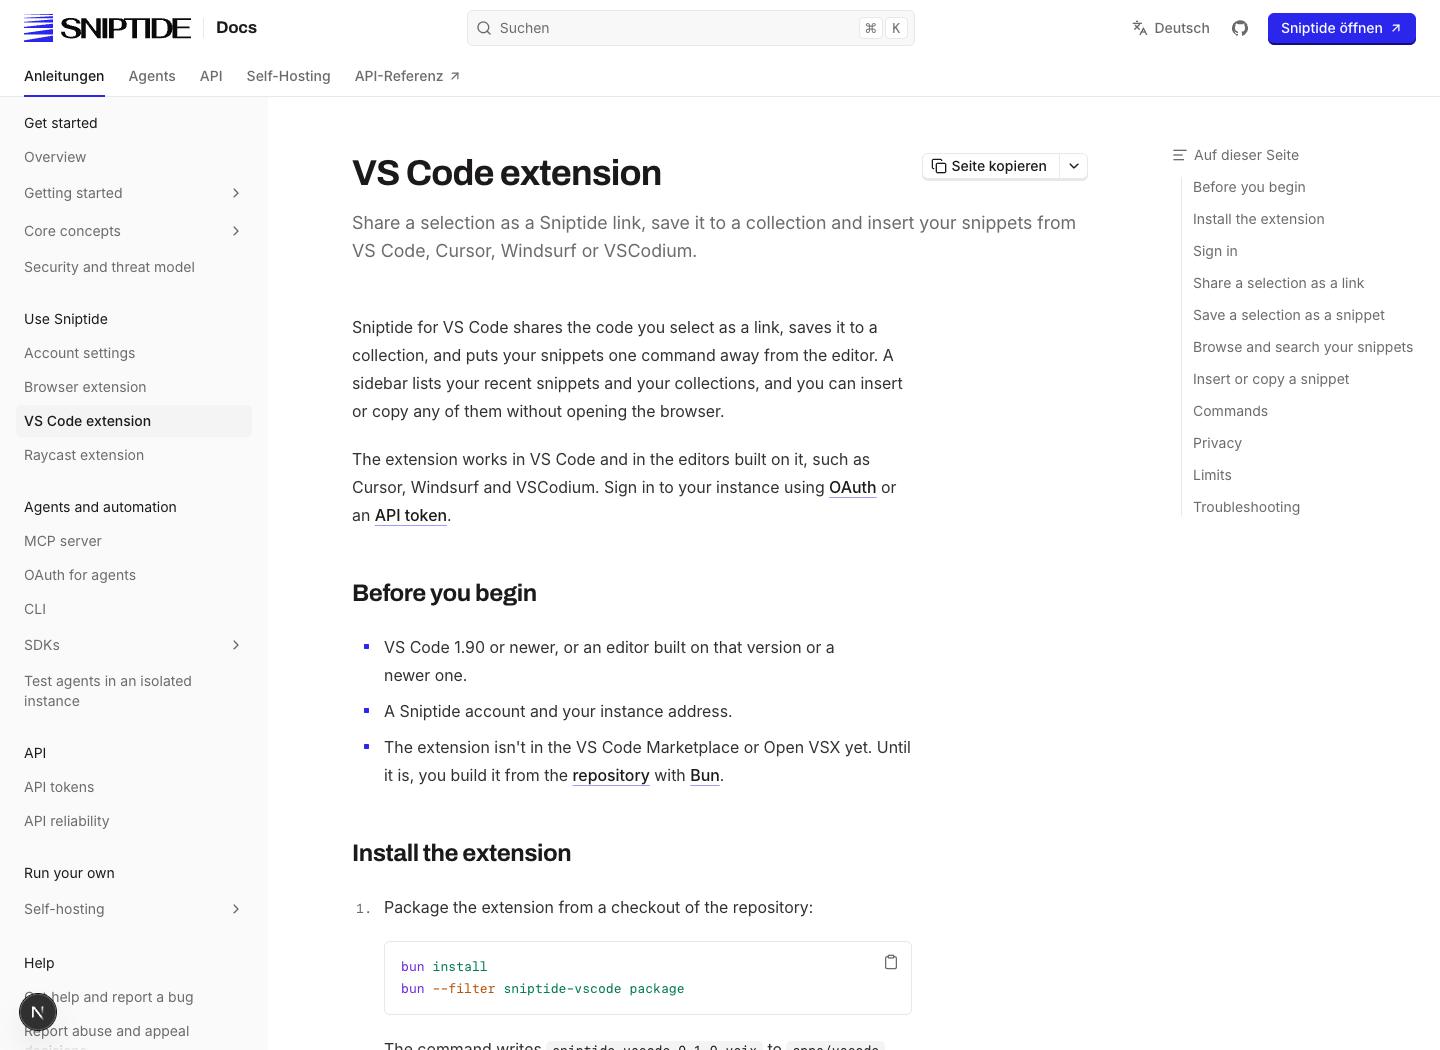 SNIPTIDE Docs
Suchen ⌘ K
Deutsch
Sniptide öffnen
Anleitungen Agents API Self-Hosting API-Referenz
Get started
Overview
Getting started
Core concepts
Security and threat model
Use Sniptide
Account settings
Browser extension
VS Code extension
Raycast extension
Agents and automation
MCP server
OAuth for agents
CLI
SDKs
Test agents in an isolated
instance
API
API tokens
API reliability
Run your own
Self-hosting
Help
help and report a bug
Report abuse and appeal
VS Code extension
Seite kopieren
Share a selection as a Sniptide link, save it to a collection and insert your snippets from
VS Code, Cursor, Windsurf or VSCodium.
Sniptide for VS Code shares the code you select as a link, saves it to a
collection, and puts your snippets one command away from the editor. A
sidebar lists your recent snippets and your collections, and you can insert
or copy any of them without opening the browser.
The extension works in VS Code and in the editors built on it, such as
Cursor, Windsurf and VSCodium. Sign in to your instance using OAuth or
an API token.
Before you begin
VS Code 1.90 or newer, or an editor built on that version or a
newer one.
A Sniptide account and your instance address.
The extension isn't in the VS Code Marketplace or Open VSX yet. Until
it is, you build it from the repository with Bun.
Install the extension
1. Package the extension from a checkout of the repository:
bun install
bun --filter sniptide-vscode package
The command writes sniptide-vscode-0.1.0.vsix to apps/vscode
Auf dieser Seite
Before you begin
Install the extension
Sign in
Share a selection as a link
Save a selection as a snippet
Browse and search your snippets
Insert or copy a snippet
Commands
Privacy
Limits
Troubleshooting